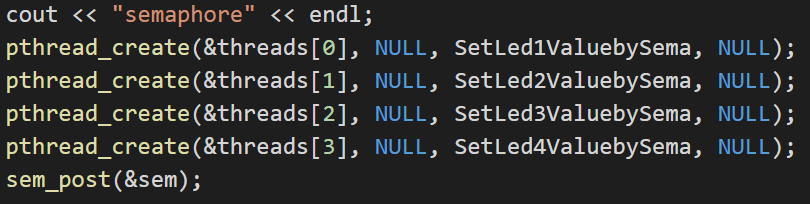 cout << "semaphore" << endl;
pthread_create(&threads[0], NULL, SetLed1ValuebySema, NULL);
pthread_create(&threads[1], NULL, SetLed2ValuebySema, NULL);
pthread_create(&threads[2], NULL, SetLed3ValuebySema, NULL);
pthread_create(&threads[3], NULL, SetLed4ValuebySema, NULL);
sem_post(&sem);